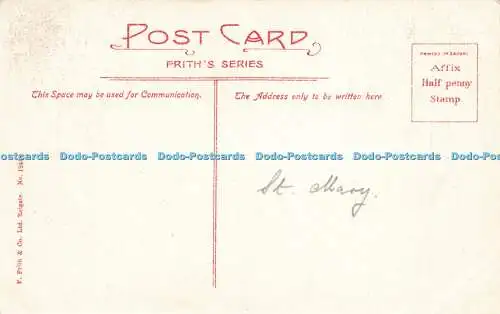 POST CARD
FRITH'S SERIES
This Space may be used for Communication.
The Address only to be written here
Affix
Half penny
Stamp
Dodo-Postcards Dodo-Postcards Dodo-Postcards Dodo-Postcards Dodo-Postcards
St. Mary.
F. Frith & Co. Ltd. Reigate. No.